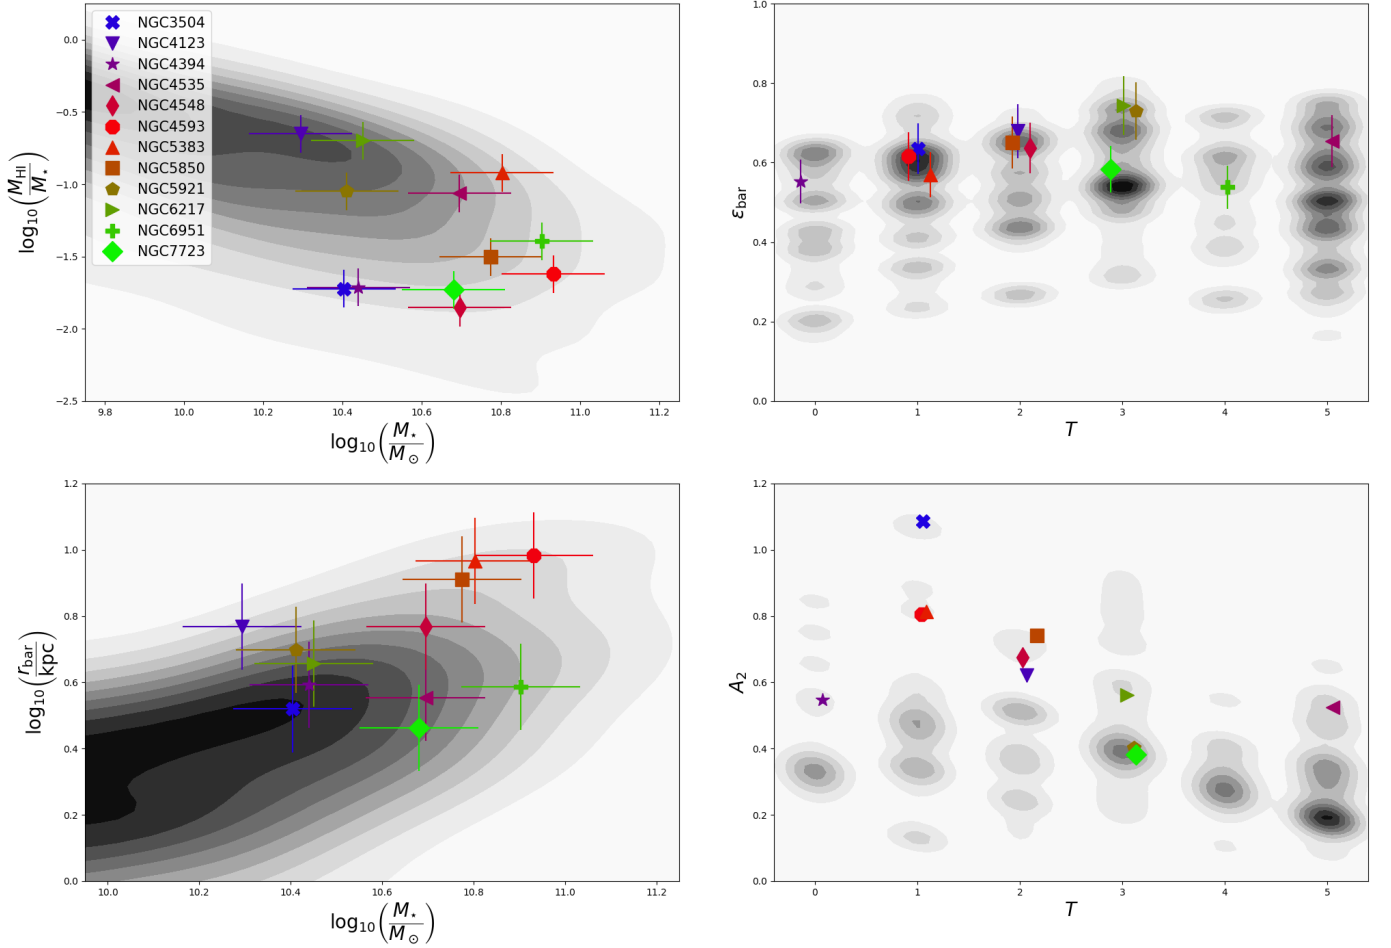 0.0
−0.5
−1.0
−1.5
−2.0
−2.5
log₁₀(M_HI/M⋆)
NGC3504
NGC4123
NGC4394
NGC4535
NGC4548
NGC4593
NGC5383
NGC5850
NGC5921
NGC6217
NGC6951
NGC7723
9.8 10.0 10.2 10.4 10.6 10.8 11.0 11.2
log₁₀(M⋆/M⊙)
1.0
0.8
0.6
0.4
0.2
0.0
ε_bar
0 1 2 3 4 5
T
1.2
1.0
0.8
0.6
0.4
0.2
0.0
log₁₀(r_bar/kpc)
10.0 10.2 10.4 10.6 10.8 11.0 11.2
log₁₀(M⋆/M⊙)
1.2
1.0
0.8
0.6
0.4
0.2
0.0
A₂
0 1 2 3 4 5
T